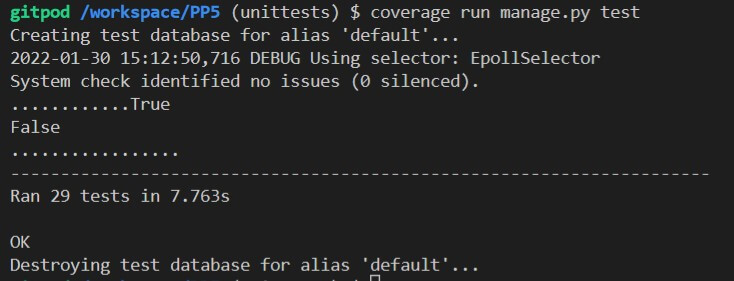 gitpod /workspace/PP5 (unittests) $ coverage run manage.py test
Creating test database for alias 'default'...
2022-01-30 15:12:50,716 DEBUG Using selector: EpollSelector
System check identified no issues (0 silenced).
............True
False
.................
----------------------------------------------------------------------
Ran 29 tests in 7.763s
OK
Destroying test database for alias 'default'...